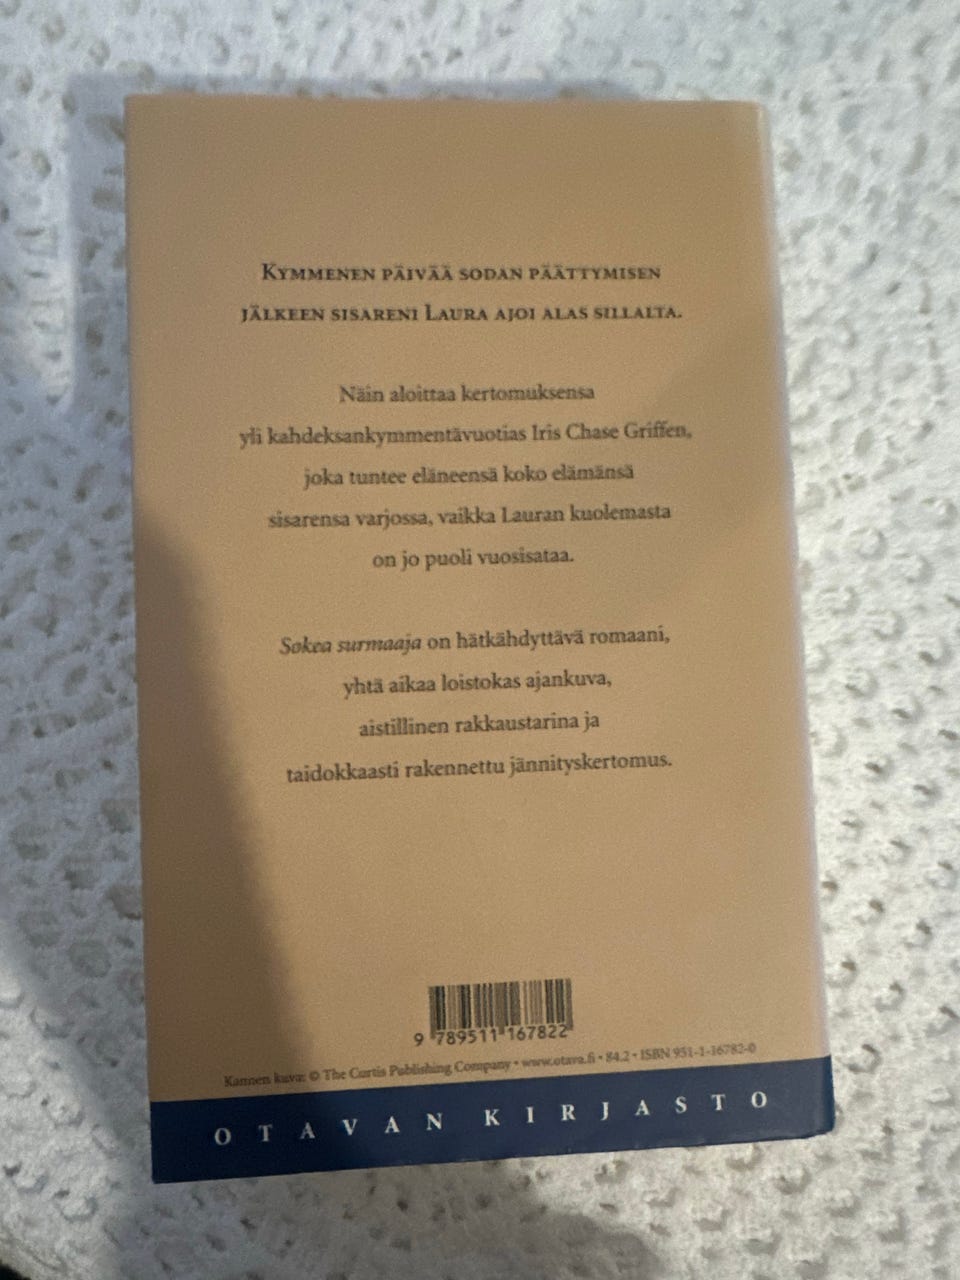 KYMMENEN PÄIVÄÄ SODAN PÄÄTTYMISEN
JÄLKEEN SISARENI LAURA AJOI ALAS SILLALTA.
Näin aloittaa kertomuksensa
yli kahdeksankymmentävuotias Iris Chase Griffen,
joka tuntee eläneensä koko elämänsä
sisarensa varjossa, vaikka Lauran kuolemasta
on jo puoli vuosisataa.
Sokea surmaaja on hätkähdyttävä romaani,
yhtä aikaa loistokas ajankuva,
aistillinen rakkaustarina ja
taidokkaasti rakennettu jännityskertomus.
9 789511 167822
Kannen kuva: © The Curtis Publishing Company • www.otava.fi • 84.2 • ISBN 951-1-16782-0
OTAVAN KIRJASTO